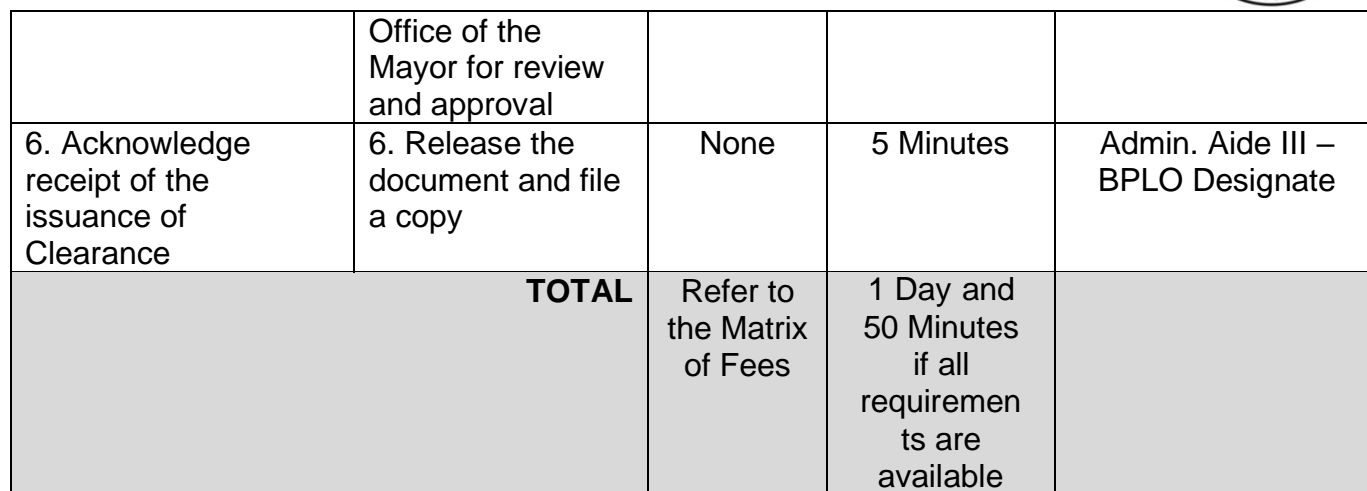 Office of the
Mayor for review
and approval
6. Acknowledge
receipt of the
issuance of
Clearance
6. Release the
document and file
a copy
None
5 Minutes
Admin. Aide III –
BPLO Designate
TOTAL
Refer to
the Matrix
of Fees
1 Day and
50 Minutes
if all
requiremen
ts are
available